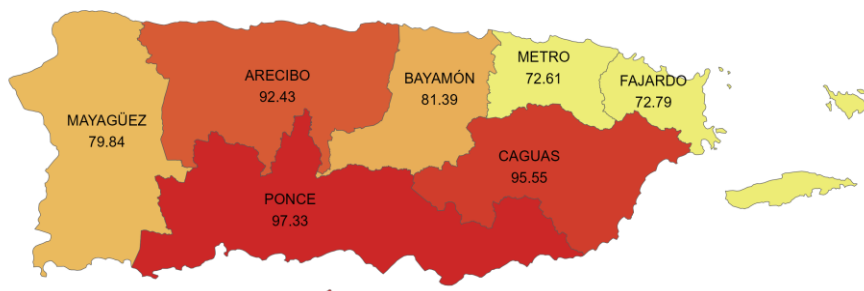 METRO
72.61
FAJARDO
72.79
ARECIBO
92.43
BAYAMÓN
81.39
MAYAGÜEZ
79.84
CAGUAS
95.55
PONCE
97.33